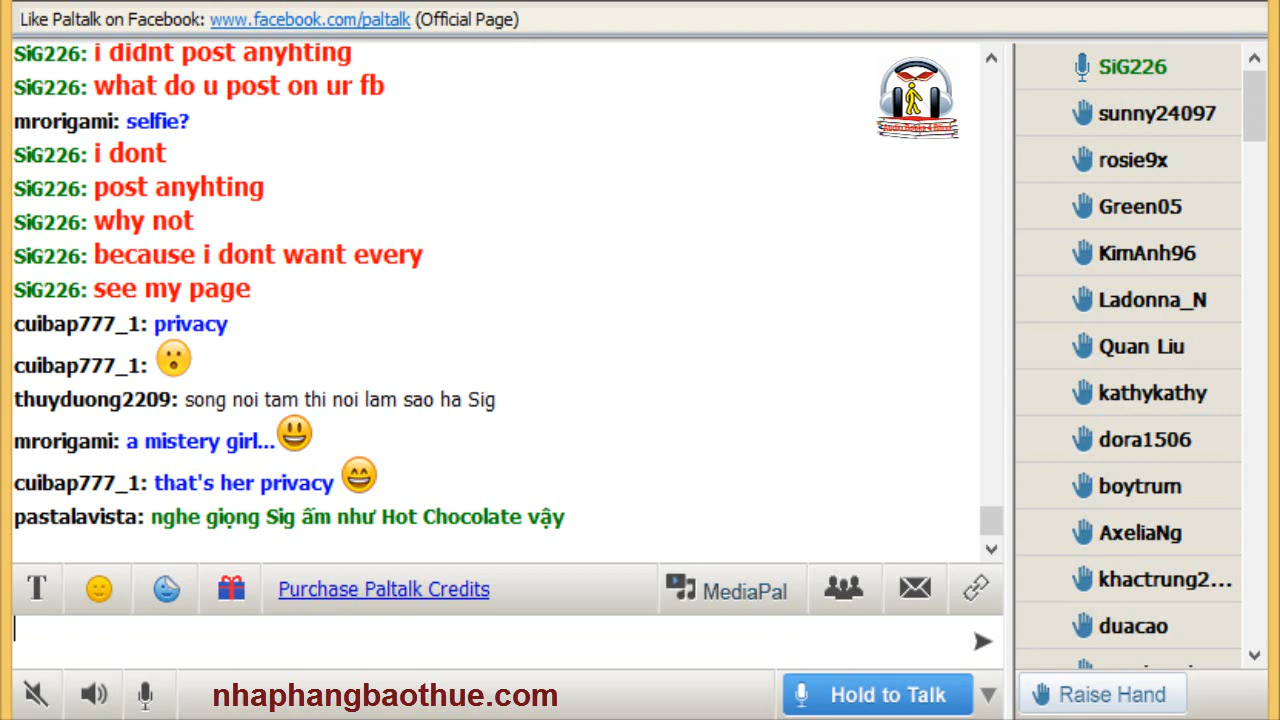 Like Paltalk on Facebook: www.facebook.com/paltalk (Official Page)
SiG226: i didnt post anyhting
SiG226: what do u post on ur fb
mrorigami: selfie?
SiG226: i dont
SiG226: post anyhting
SiG226: why not
SiG226: because i dont want every
SiG226: see my page
cuibap777_1: privacy
cuibap777_1:
thuyduong2209: song noi tam thi noi lam sao ha Sig
mrorigami: a mistery girl...
cuibap777_1: that's her privacy
pastalavista: nghe giọng Sig ấm như Hot Chocolate vậy
T
Purchase Paltalk Credits
MediaPal
nhaphangbaothue.com
Hold to Talk
SiG226
sunny24097
rosie9x
Green05
KimAnh96
Ladonna_N
Quan Liu
kathykathy
dora1506
boytrum
AxeliaNg
khactrung2...
duacao
Raise Hand